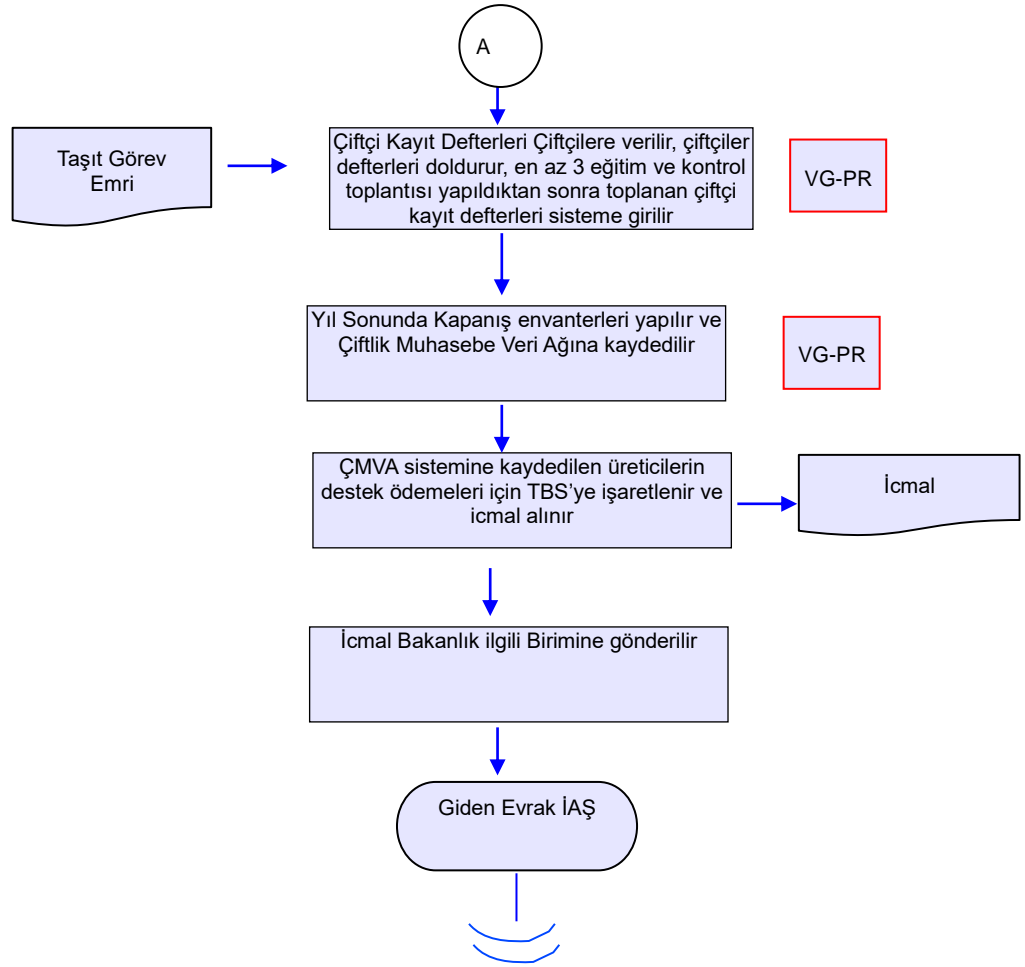 A
Taşıt Görev
Emri
Çiftçi Kayıt Defterleri Çiftçilere verilir, çiftçiler
defterleri doldurur, en az 3 eğitim ve kontrol
toplantısı yapıldıktan sonra toplanan çiftçi
kayıt defterleri sisteme girilir
VG-PR
Yıl Sonunda Kapanış envanterleri yapılır ve
Çiftlik Muhasebe Veri Ağına kaydedilir
VG-PR
ÇMVA sistemine kaydedilen üreticilerin
destek ödemeleri için TBS’ye işaretlenir ve
icmal alınır
İcmal
İcmal Bakanlık ilgili Birimine gönderilir
Giden Evrak İAŞ